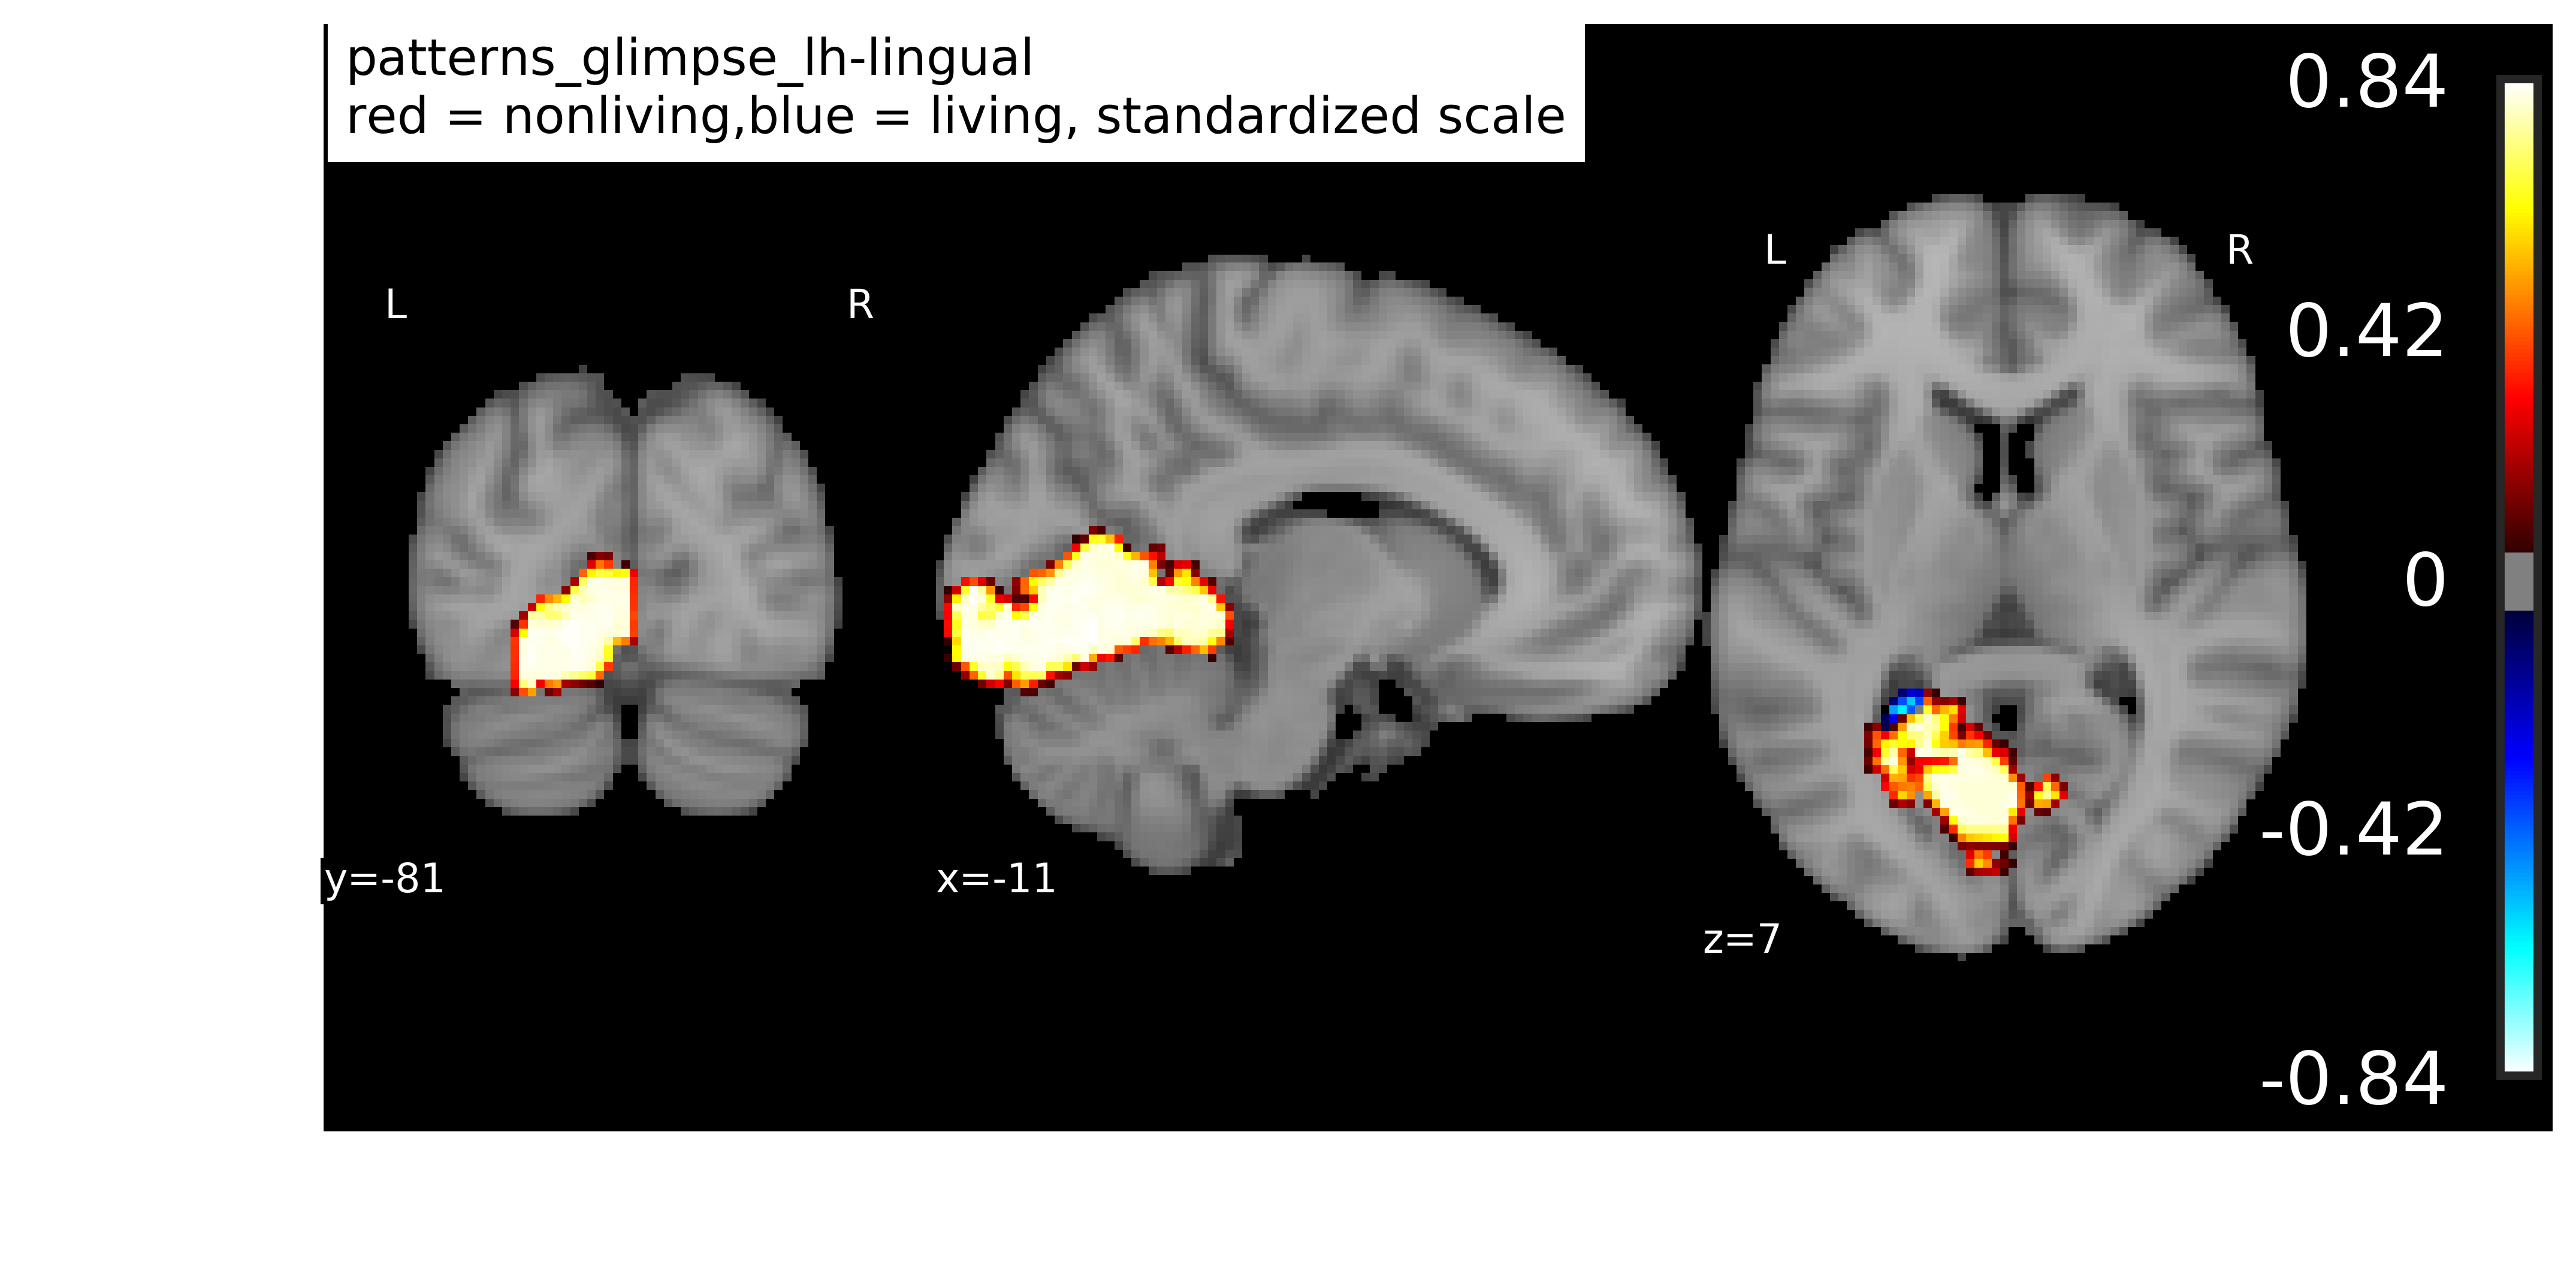 patterns_glimpse_lh-lingual
red = nonliving,blue = living, standardized scale
L
R
L
R
y=-81
x=-11
z=7
0.84
0.42
0
-0.42
-0.84